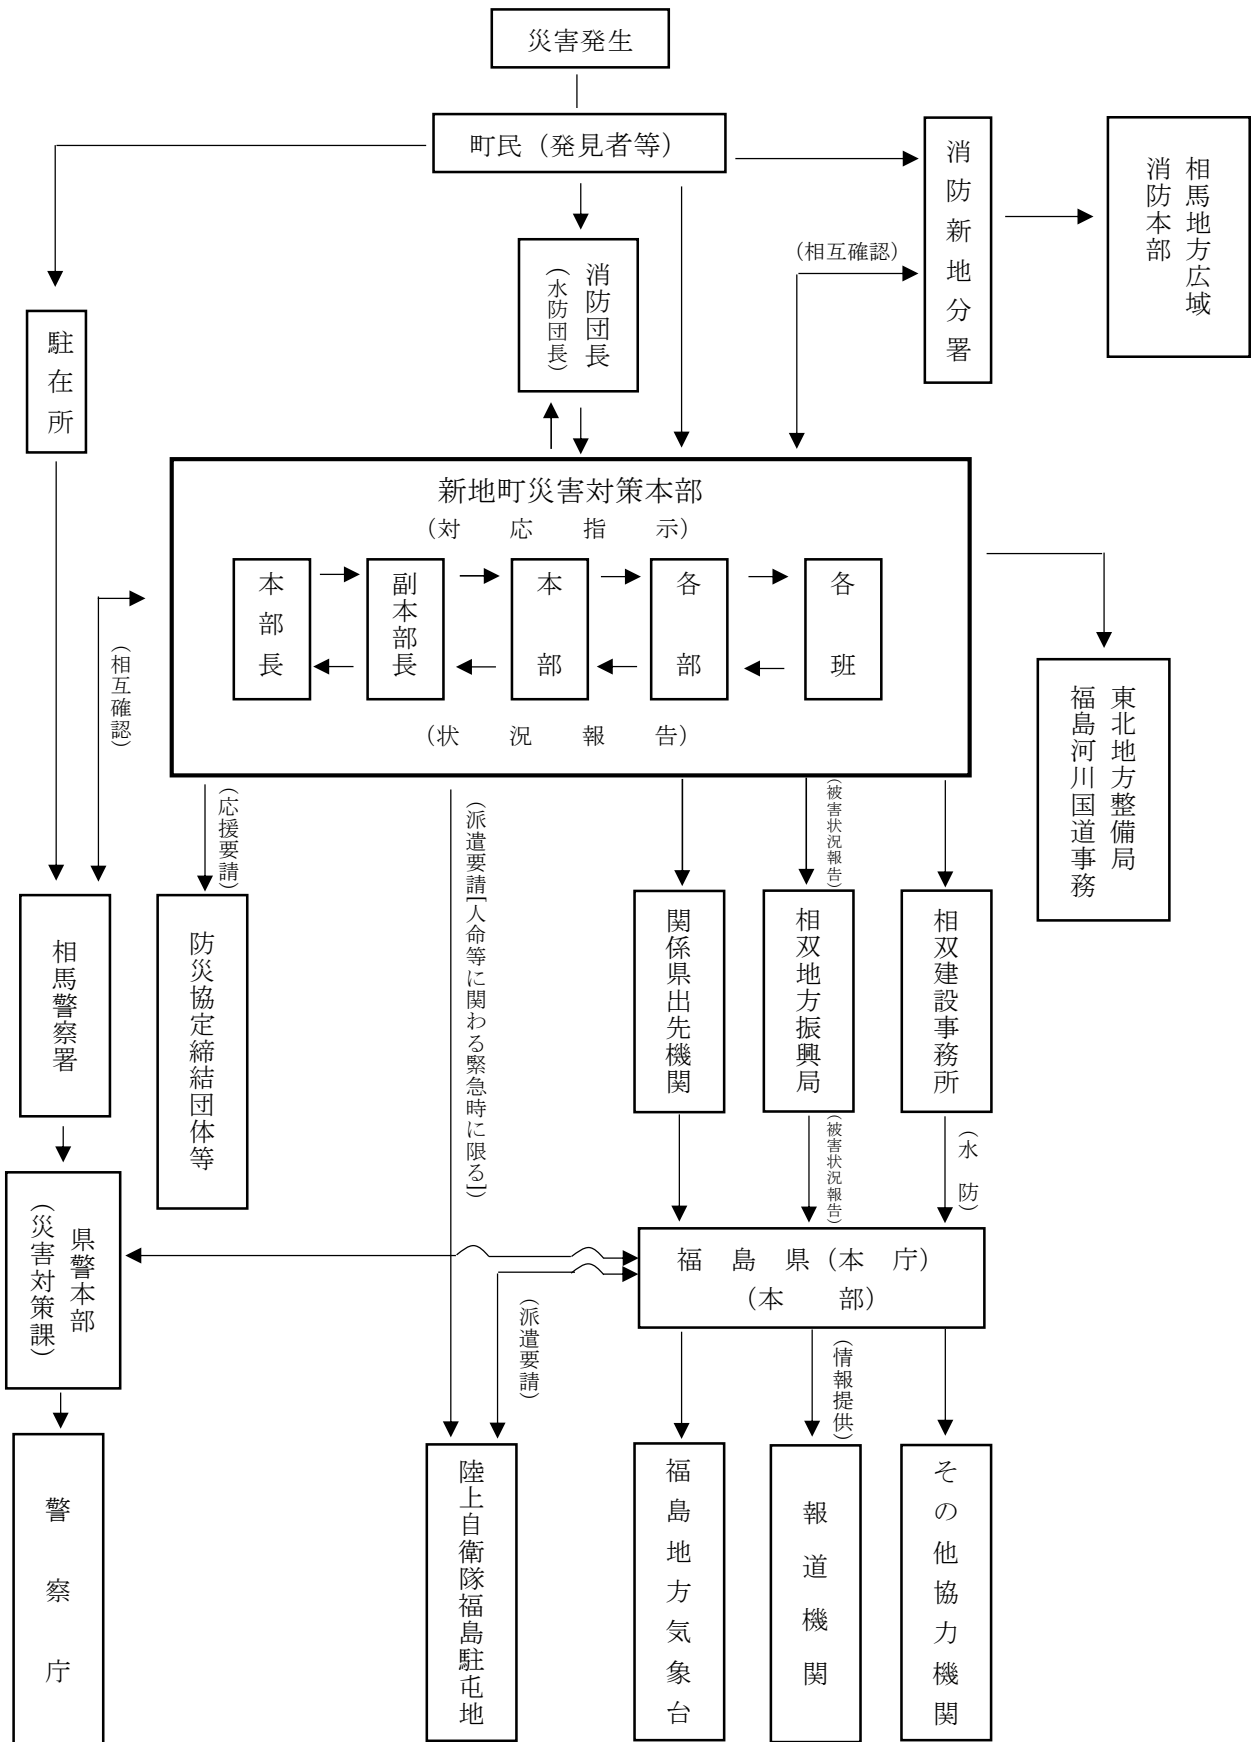 災害発生
町民（発見者等）
消防新地分署
相馬地方広域
消防本部
消防団長
（水防団長）
（相互確認）
駐在所
新地町災害対策本部
（対　応　指　示）
本部長
副本部長
本部
各部
各班
（状　況　報　告）
（相互確認）
東北地方整備局
福島河川国道事務
（応援要請）
（派遣要請[人命等に関わる緊急時に限る]）
（被害状況報告）
相馬警察署
防災協定締結団体等
関係県出先機関
相双地方振興局
相双建設事務所
（被害状況報告）
（水　防）
県警本部
（災害対策課）
福　島　県（本　庁）
（本　　部）
（派遣要請）
（情報提供）
警察庁
陸上自衛隊福島駐屯地
福島地方気象台
報道機関
その他協力機関